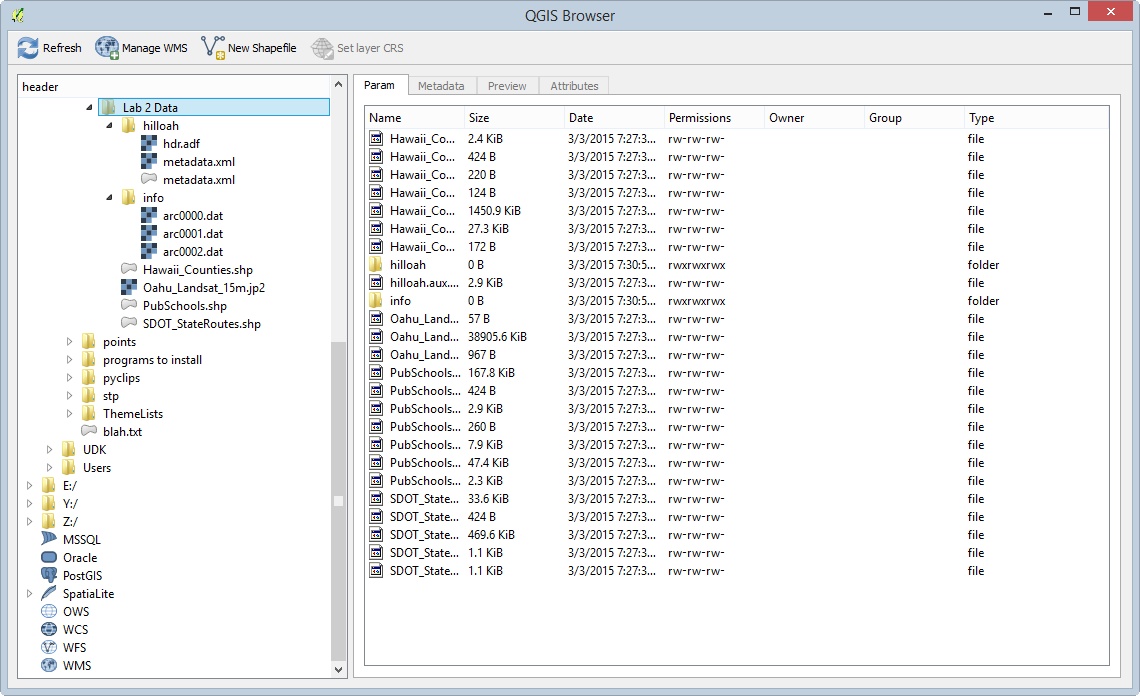 QGIS Browser
Refresh Manage WMS New Shapefile Set layer CRS
header
Lab 2 Data
hilloah
hdr.adf
metadata.xml
metadata.xml
info
arc0000.dat
arc0001.dat
arc0002.dat
Hawaii_Counties.shp
Oahu_Landsat_15m.jp2
PubSchools.shp
SDOT_StateRoutes.shp
points
programs to install
pyclips
stp
ThemeLists
blah.txt
UDK
Users
E:/
Y:/
Z:/
MSSQL
Oracle
PostGIS
SpatiaLite
OWS
WCS
WFS
WMS
Param Metadata Preview Attributes
Name Size Date Permissions Owner Group Type
Hawaii_Co... 2.4 KiB 3/3/2015 7:27:3... rw-rw-rw- file
Hawaii_Co... 424 B 3/3/2015 7:27:3... rw-rw-rw- file
Hawaii_Co... 220 B 3/3/2015 7:27:3... rw-rw-rw- file
Hawaii_Co... 124 B 3/3/2015 7:27:3... rw-rw-rw- file
Hawaii_Co... 1450.9 KiB 3/3/2015 7:27:3... rw-rw-rw- file
Hawaii_Co... 27.3 KiB 3/3/2015 7:27:3... rw-rw-rw- file
Hawaii_Co... 172 B 3/3/2015 7:27:3... rw-rw-rw- file
hilloah 0 B 3/3/2015 7:30:5... rwxrwxrwx folder
hilloah.aux.... 2.9 KiB 3/3/2015 7:27:3... rw-rw-rw- file
info 0 B 3/3/2015 7:30:5... rwxrwxrwx folder
Oahu_Land... 57 B 3/3/2015 7:27:3... rw-rw-rw- file
Oahu_Land... 38905.6 KiB 3/3/2015 7:27:3... rw-rw-rw- file
Oahu_Land... 967 B 3/3/2015 7:27:3... rw-rw-rw- file
PubSchools... 167.8 KiB 3/3/2015 7:27:3... rw-rw-rw- file
PubSchools... 424 B 3/3/2015 7:27:3... rw-rw-rw- file
PubSchools... 2.9 KiB 3/3/2015 7:27:3... rw-rw-rw- file
PubSchools... 260 B 3/3/2015 7:27:3... rw-rw-rw- file
PubSchools... 7.9 KiB 3/3/2015 7:27:3... rw-rw-rw- file
PubSchools... 47.4 KiB 3/3/2015 7:27:3... rw-rw-rw- file
PubSchools... 2.3 KiB 3/3/2015 7:27:3... rw-rw-rw- file
SDOT_State... 33.6 KiB 3/3/2015 7:27:3... rw-rw-rw- file
SDOT_State... 424 B 3/3/2015 7:27:3... rw-rw-rw- file
SDOT_State... 469.6 KiB 3/3/2015 7:27:3... rw-rw-rw- file
SDOT_State... 1.1 KiB 3/3/2015 7:27:3... rw-rw-rw- file
SDOT_State... 1.1 KiB 3/3/2015 7:27:3... rw-rw-rw- file